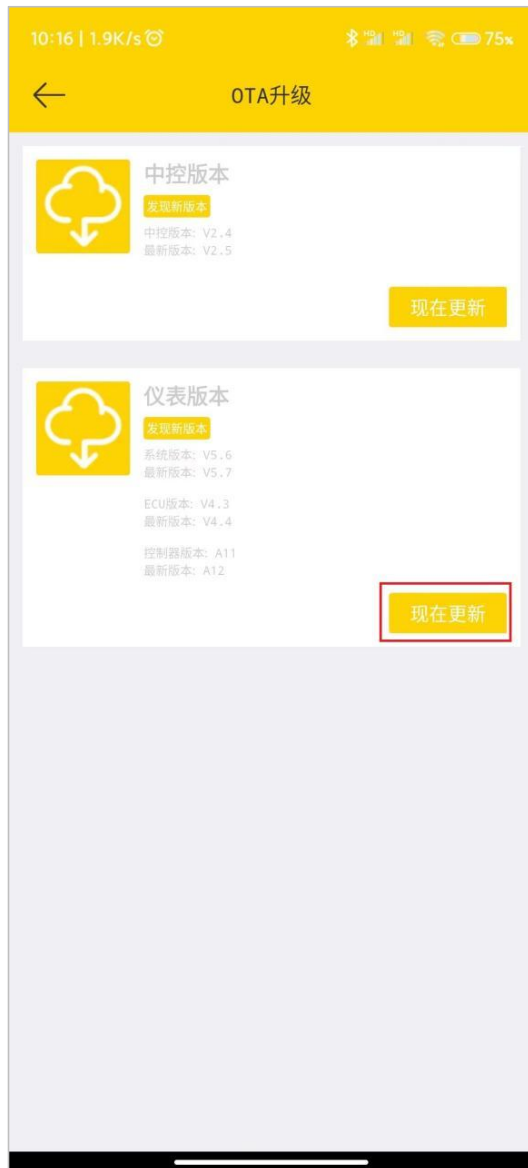 10:16 | 1.9K/s
75%
OTA升级
中控版本
发现新版本
中控版本: V2.4
最新版本: V2.5
现在更新
仪表版本
发现新版本
系统版本: V5.6
最新版本: V5.7
ECU版本: V4.3
最新版本: V4.4
控制器版本: A11
最新版本: A12
现在更新